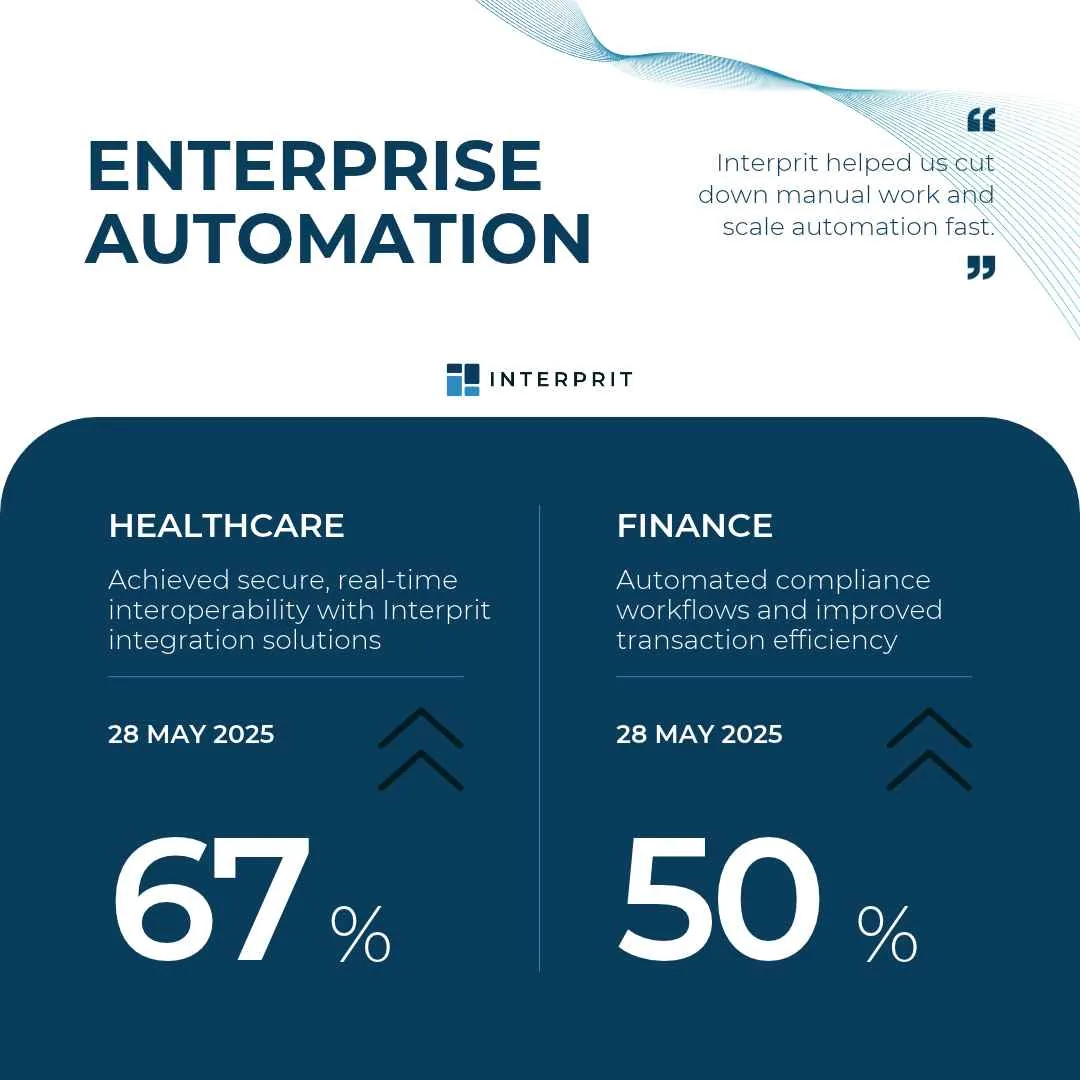 ENTERPRISE
AUTOMATION
“
Interprit helped us cut
down manual work and
scale automation fast.
”
INTERPRIT
HEALTHCARE
Achieved secure, real-time
interoperability with Interprit
integration solutions
28 MAY 2025
67 %
FINANCE
Automated compliance
workflows and improved
transaction efficiency
28 MAY 2025
50 %